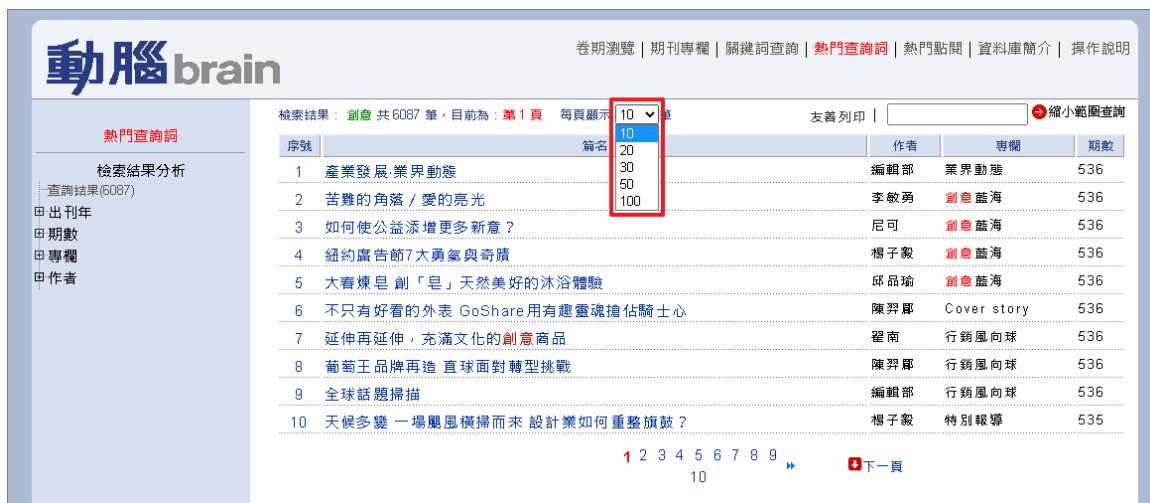 動腦brain
卷期瀏覽 | 期刊專欄 | 關鍵詞查詢 | 熱門查詢詞 | 熱門點閱 | 資料庫簡介 | 操作說明
熱門查詢詞
檢索結果分析
查詢結果(6087)
出刊年
期數
專欄
作者
檢索結果： 創意 共 6087 筆，目前為：第 1 頁 每頁顯示 10 筆
10
20
30
50
100
友善列印 | 縮小範圍查詢
序號 篇名 作者 專欄 期數
1 產業發展‧業界動態 編輯部 業界動態 536
2 苦難的角落 / 愛的亮光 李敏勇 創意藍海 536
3 如何使公益添增更多新意？ 尼可 創意藍海 536
4 紐約廣告節7大勇氣與奇蹟 楊子毅 創意藍海 536
5 大春煉皂 創「皂」天然美好的沐浴體驗 邱品瑜 創意藍海 536
6 不只有好看的外表 GoShare用有趣靈魂搶佔騎士心 陳羿郿 Cover story 536
7 延伸再延伸，充滿文化的創意商品 翟南 行銷風向球 536
8 葡萄王品牌再造 直球面對轉型挑戰 陳羿郿 行銷風向球 536
9 全球話題掃描 編輯部 行銷風向球 536
10 天候多變 一場颶風橫掃而來 設計業如何重整旗鼓？ 楊子毅 特別報導 535
1 2 3 4 5 6 7 8 9
10
下一頁